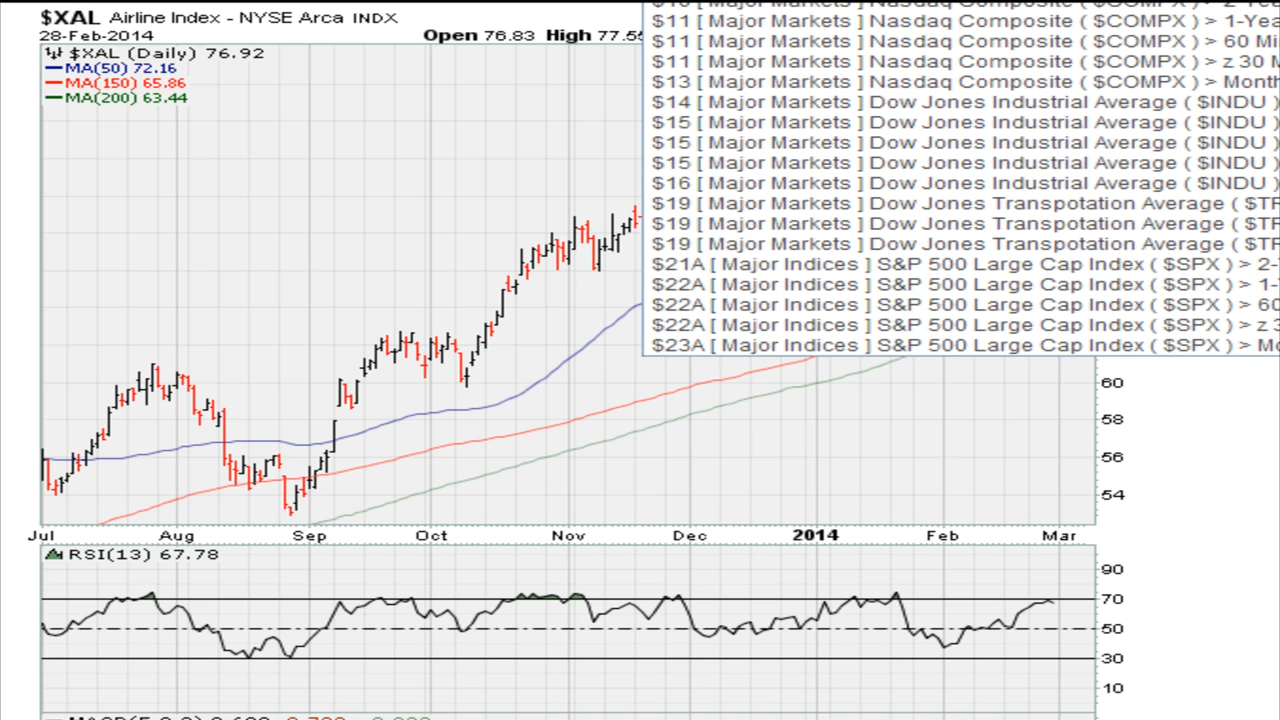 $XAL Airline Index - NYSE Arca INDX
28-Feb-2014 Open 76.83 High
$XAL (Daily) 76.92
MA(50) 72.16
MA(150) 65.86
MA(200) 63.44
$11 [ Major Markets ] Nasdaq Composite ( $COMPX ) > 1-Yea
$11 [ Major Markets ] Nasdaq Composite ( $COMPX ) > 60 Mi
$11 [ Major Markets ] Nasdaq Composite ( $COMPX ) > z 30 M
$13 [ Major Markets ] Nasdaq Composite ( $COMPX ) > Month
$14 [ Major Markets ] Dow Jones Industrial Average ( $INDU )
$15 [ Major Markets ] Dow Jones Industrial Average ( $INDU )
$15 [ Major Markets ] Dow Jones Industrial Average ( $INDU )
$15 [ Major Markets ] Dow Jones Industrial Average ( $INDU )
$16 [ Major Markets ] Dow Jones Industrial Average ( $INDU )
$19 [ Major Markets ] Dow Jones Transpotation Average ( $TR
$19 [ Major Markets ] Dow Jones Transpotation Average ( $TR
$19 [ Major Markets ] Dow Jones Transpotation Average ( $TR
$21A [ Major Indices ] S&P 500 Large Cap Index ( $SPX ) > 2-
$22A [ Major Indices ] S&P 500 Large Cap Index ( $SPX ) > 1-
$22A [ Major Indices ] S&P 500 Large Cap Index ( $SPX ) > 60
$22A [ Major Indices ] S&P 500 Large Cap Index ( $SPX ) > z 3
$23A [ Major Indices ] S&P 500 Large Cap Index ( $SPX ) > Mo
60
58
56
54
Jul Aug Sep Oct Nov Dec 2014 Feb Mar
RSI(13) 67.78
90
70
50
30
10